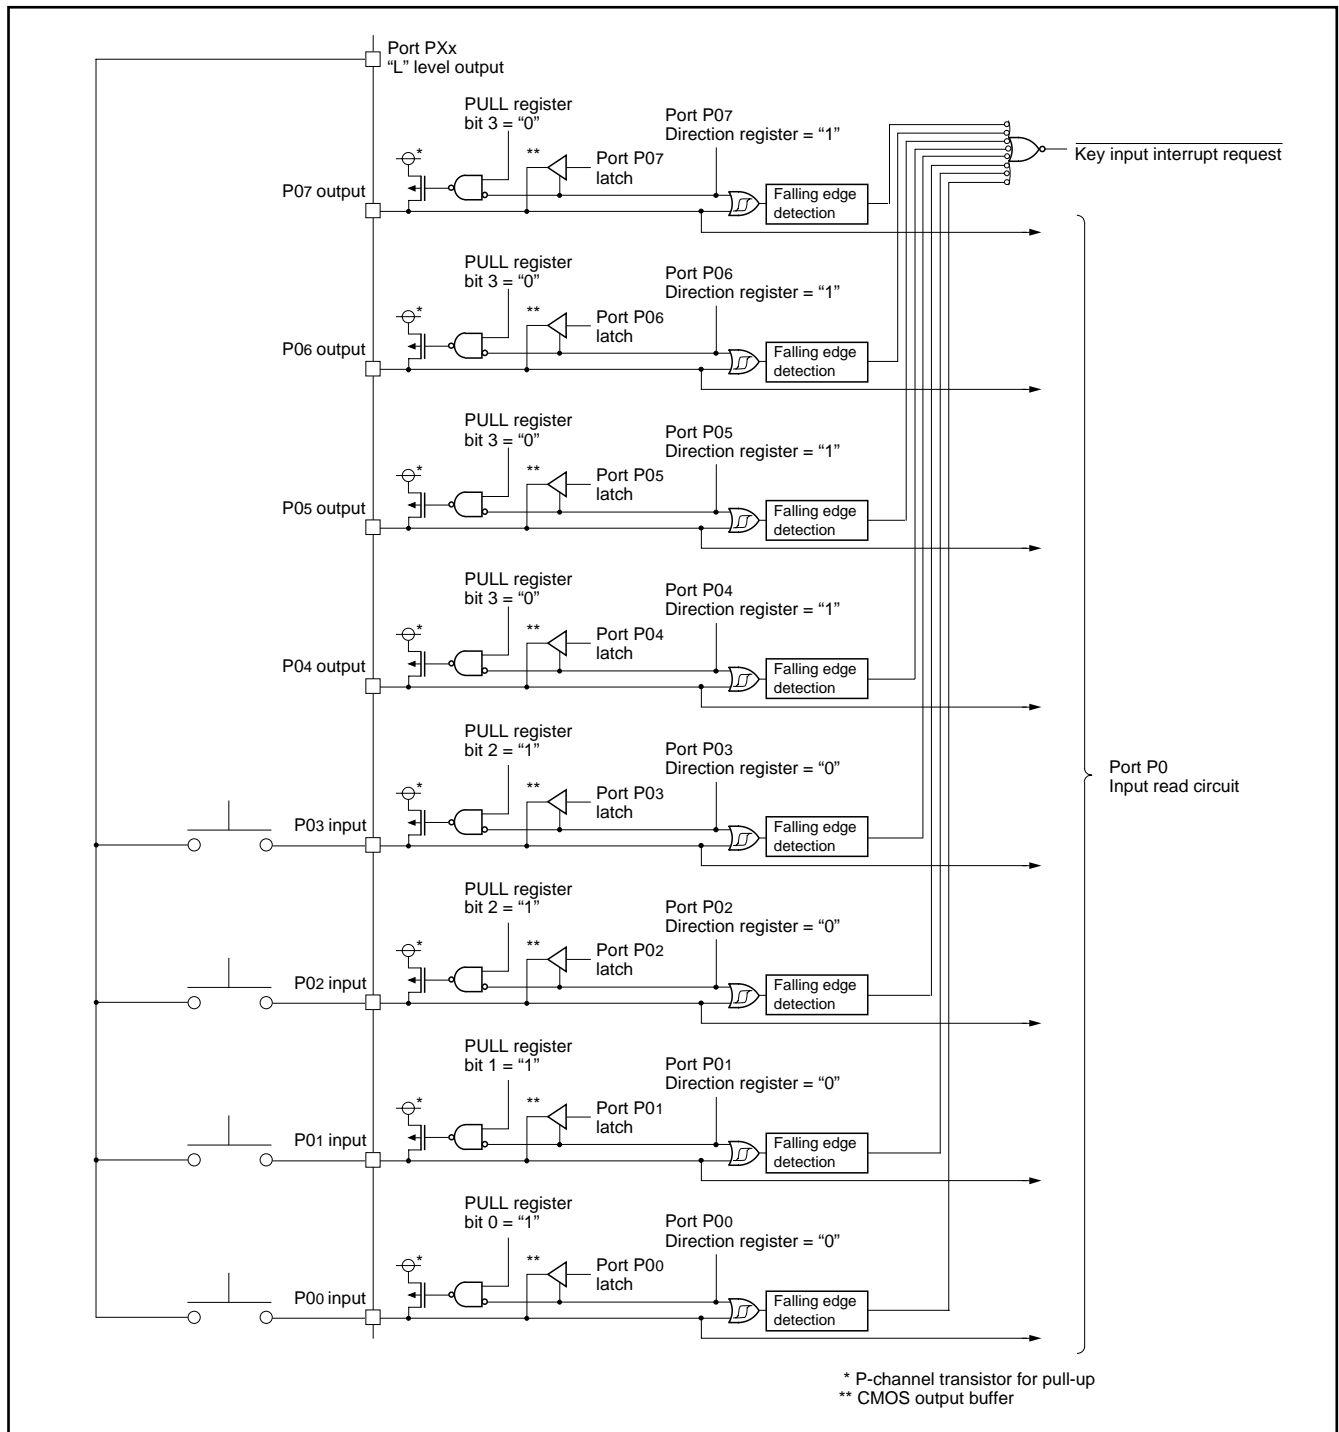 Port PXx
“L” level output
PULL register
bit 3 = “0”
Port P07
Direction register = “1”
*
**
Port P07
latch
P07 output
Falling edge
detection
Key input interrupt request
PULL register
bit 3 = “0”
Port P06
Direction register = “1”
*
**
Port P06
latch
P06 output
Falling edge
detection
PULL register
bit 3 = “0”
Port P05
Direction register = “1”
*
**
Port P05
latch
P05 output
Falling edge
detection
PULL register
bit 3 = “0”
Port P04
Direction register = “1”
*
**
Port P04
latch
P04 output
Falling edge
detection
PULL register
bit 2 = “1”
Port P03
Direction register = “0”
*
**
Port P03
latch
P03 input
Falling edge
detection
Port P0
Input read circuit
PULL register
bit 2 = “1”
Port P02
Direction register = “0”
*
**
Port P02
latch
P02 input
Falling edge
detection
PULL register
bit 1 = “1”
Port P01
Direction register = “0”
*
**
Port P01
latch
P01 input
Falling edge
detection
PULL register
bit 0 = “1”
Port P00
Direction register = “0”
*
**
Port P00
latch
P00 input
Falling edge
detection
* P-channel transistor for pull-up
** CMOS output buffer